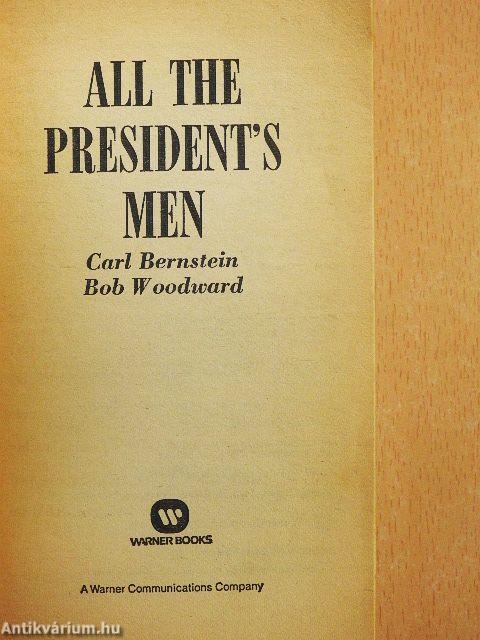 ALL THE
PRESIDENT'S
MEN
Carl Bernstein
Bob Woodward
WARNER BOOKS
A Warner Communications Company
Antikvárium.hu